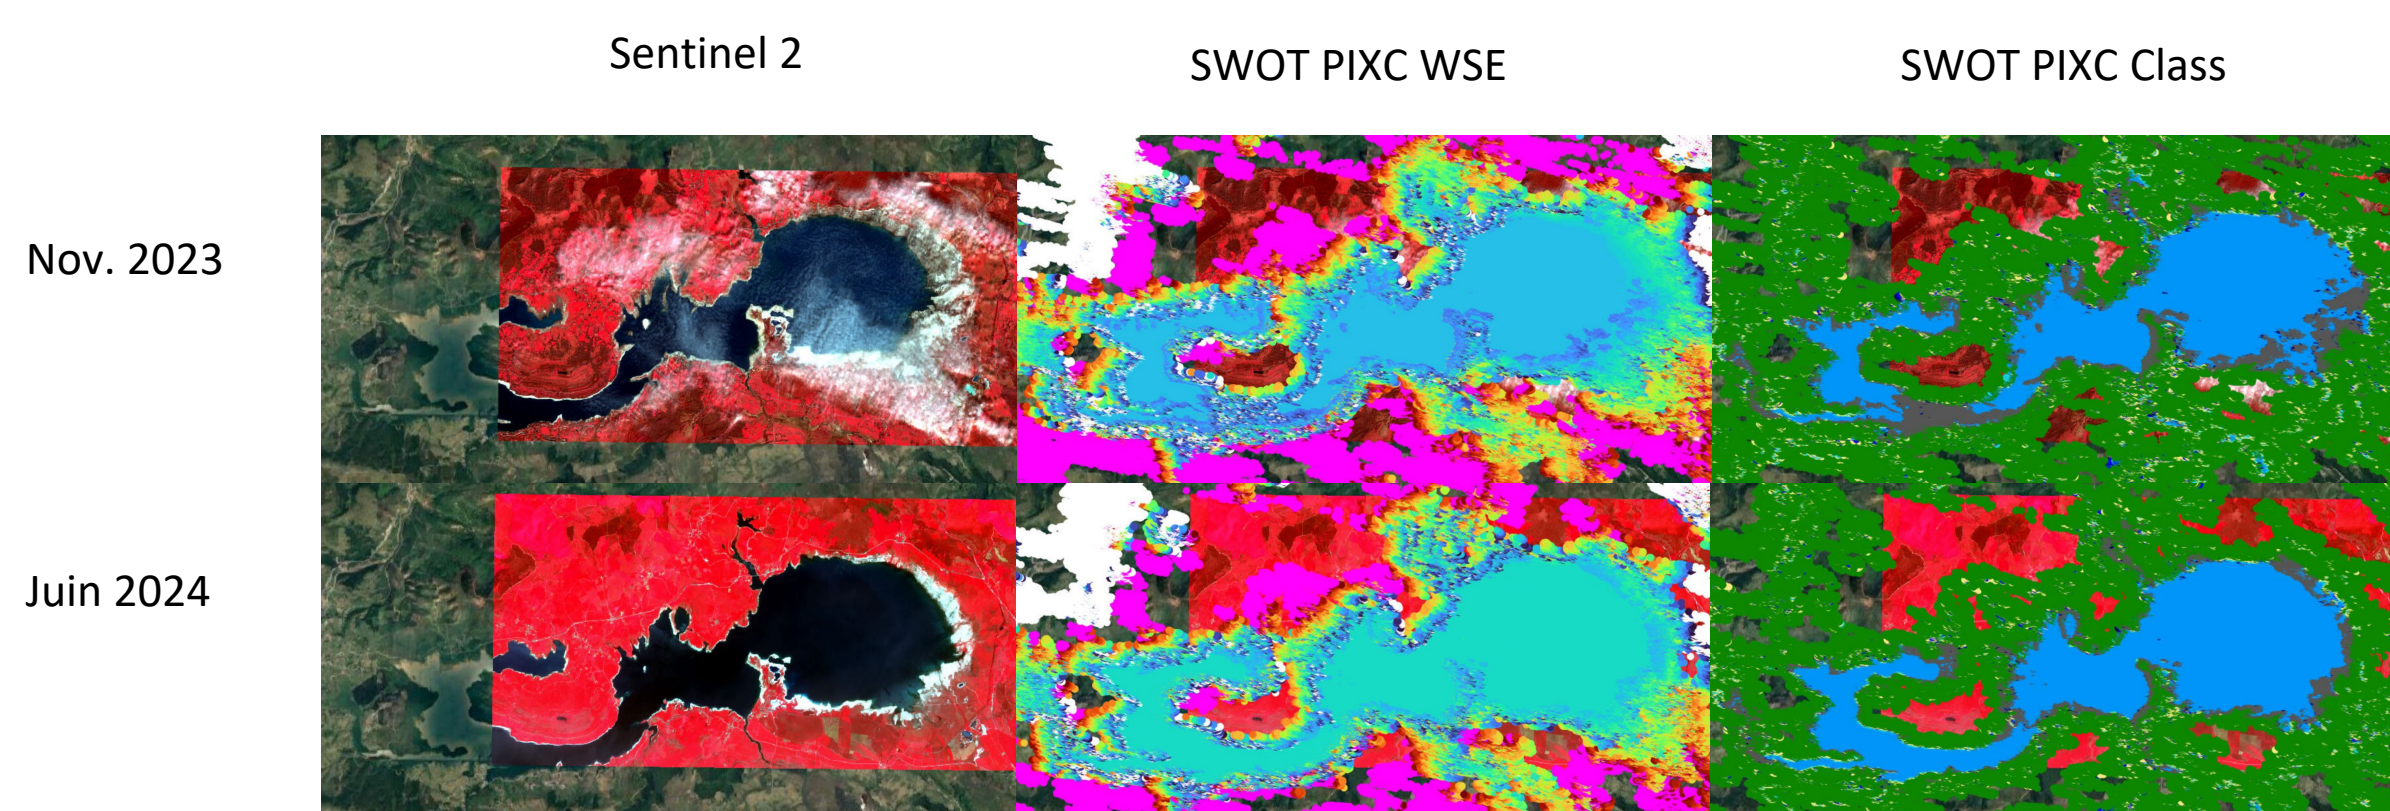 Sentinel 2
SWOT PIXC WSE
SWOT PIXC Class
Nov. 2023
Juin 2024